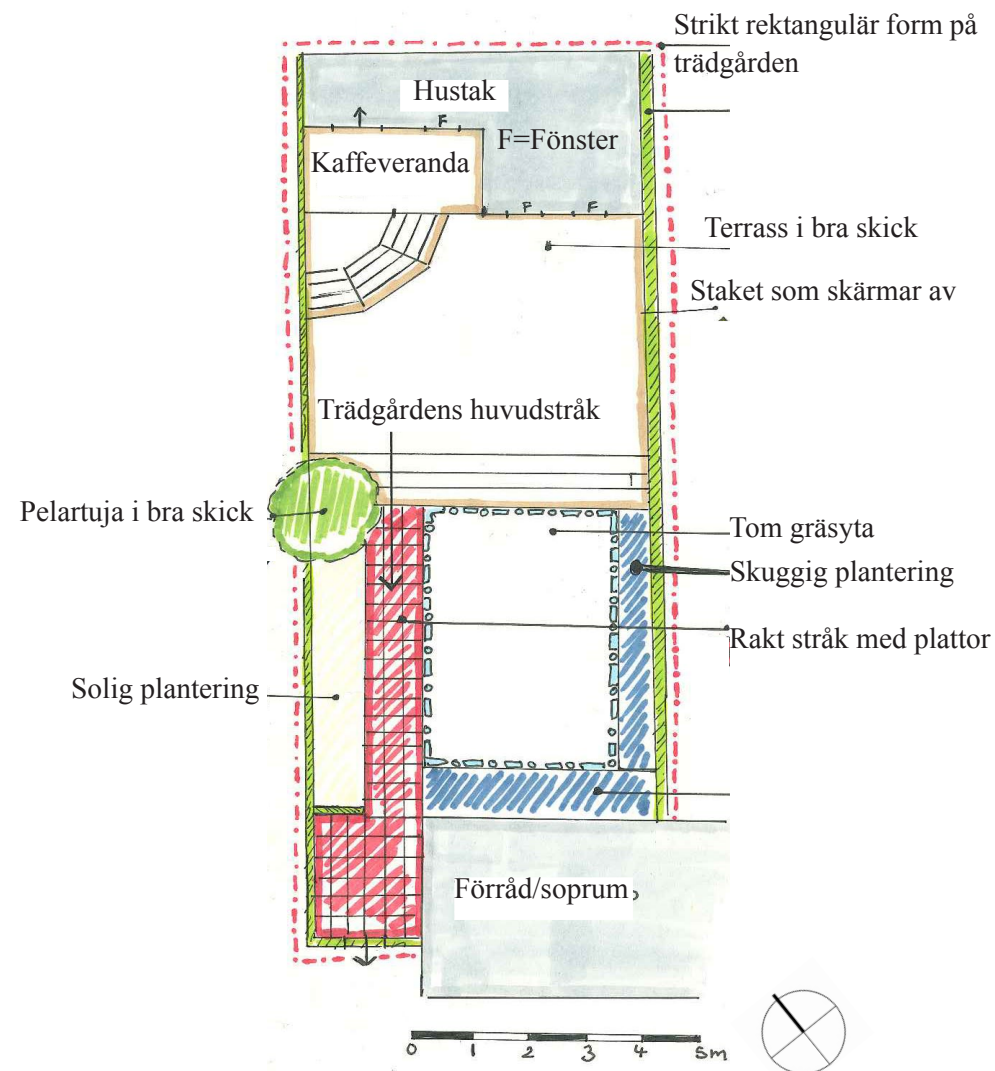 Strikt rektangulär form på
trädgården
Hustak
F
F=Fönster
Kaffeveranda
F
F
Terrass i bra skick
Staket som skärmar av
Trädgårdens huvudstråk
Pelartuja i bra skick
Tom gräsyta
Skuggig plantering
Rakt stråk med plattor
Solig plantering
Förråd/soprum
0 1 2 3 4 5m